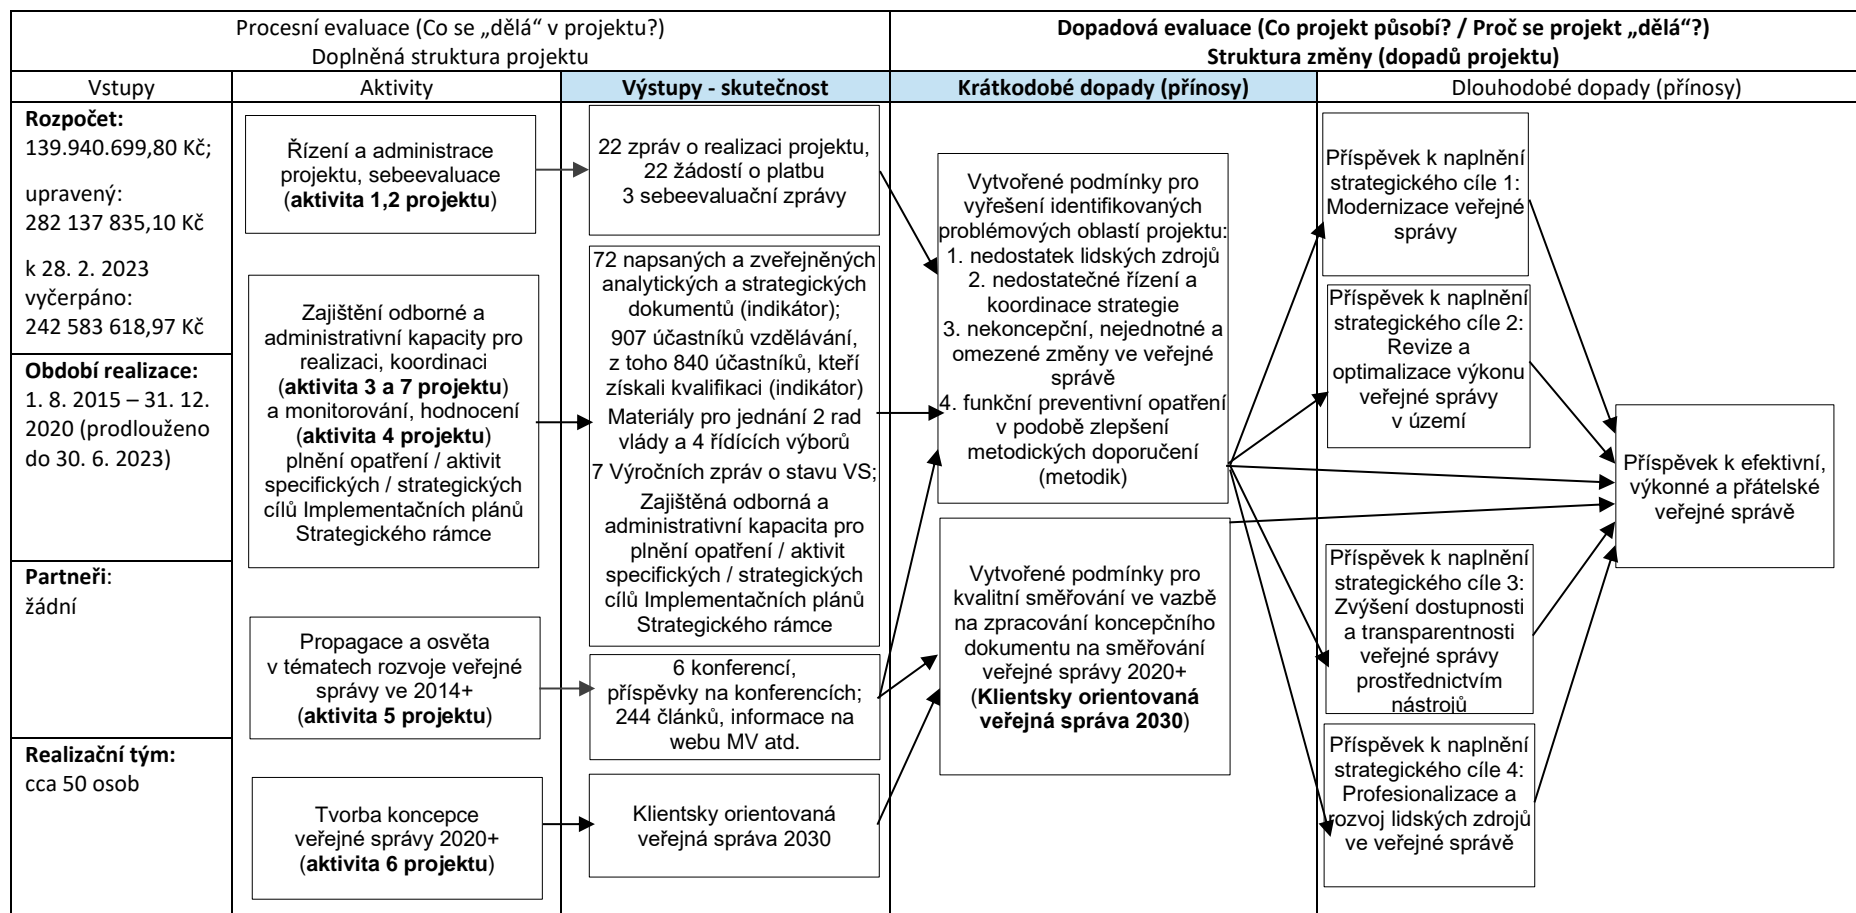 Procesní evaluace (Co se „dělá“ v projektu?)
Doplněná struktura projektu
Dopadová evaluace (Co projekt působí? / Proč se projekt „dělá“?)
Struktura změny (dopadů projektu)
Vstupy
Aktivity
Výstupy - skutečnost
Krátkodobé dopady (přínosy)
Dlouhodobé dopady (přínosy)
Rozpočet:
139.940.699,80 Kč;
upravený:
282 137 835,10 Kč
k 28. 2. 2023
vyčerpáno:
242 583 618,97 Kč
Období realizace:
1. 8. 2015 – 31. 12.
2020 (prodlouženo
do 30. 6. 2023)
Partneři:
žádní
Realizační tým:
cca 50 osob
Řízení a administrace
projektu, sebeevaluace
(aktivita 1,2 projektu)
Zajištění odborné a
administrativní kapacity pro
realizaci, koordinaci
(aktivita 3 a 7 projektu)
a monitorování, hodnocení
(aktivita 4 projektu)
plnění opatření / aktivit
specifických / strategických
cílů Implementačních plánů
Strategického rámce
Propagace a osvěta
v tématech rozvoje veřejné
správy ve 2014+
(aktivita 5 projektu)
Tvorba koncepce
veřejné správy 2020+
(aktivita 6 projektu)
22 zpráv o realizaci projektu,
22 žádostí o platbu
3 sebeevaluační zprávy
72 napsaných a zveřejněných
analytických a strategických
dokumentů (indikátor);
907 účastníků vzdělávání,
z toho 840 účastníků, kteří
získali kvalifikaci (indikátor)
Materiály pro jednání 2 rad
vlády a 4 řídících výborů
7 Výročních zpráv o stavu VS;
Zajištěná odborná a
administrativní kapacita pro
plnění opatření / aktivit
specifických / strategických
cílů Implementačních plánů
Strategického rámce
6 konferencí,
příspěvky na konferencích;
244 článků, informace na
webu MV atd.
Klientsky orientovaná
veřejná správa 2030
Vytvořené podmínky pro
vyřešení identifikovaných
problémových oblastí projektu:
1. nedostatek lidských zdrojů
2. nedostatečné řízení a
koordinace strategie
3. nekoncepční, nejednotné a
omezené změny ve veřejné
správě
4. funkční preventivní opatření
v podobě zlepšení
metodických doporučení
(metodik)
Vytvořené podmínky pro
kvalitní směřování ve vazbě
na zpracování koncepčního
dokumentu na směřování
veřejné správy 2020+
(Klientsky orientovaná
veřejná správa 2030)
Příspěvek k naplnění
strategického cíle 1:
Modernizace veřejné
správy
Příspěvek k naplnění
strategického cíle 2:
Revize a
optimalizace výkonu
veřejné správy
v území
Příspěvek k naplnění
strategického cíle 3:
Zvýšení dostupnosti
a transparentnosti
veřejné správy
prostřednictvím
nástrojů
Příspěvek k naplnění
strategického cíle 4:
Profesionalizace a
rozvoj lidských zdrojů
ve veřejné správě
Příspěvek k efektivní,
výkonné a přátelské
veřejné správě